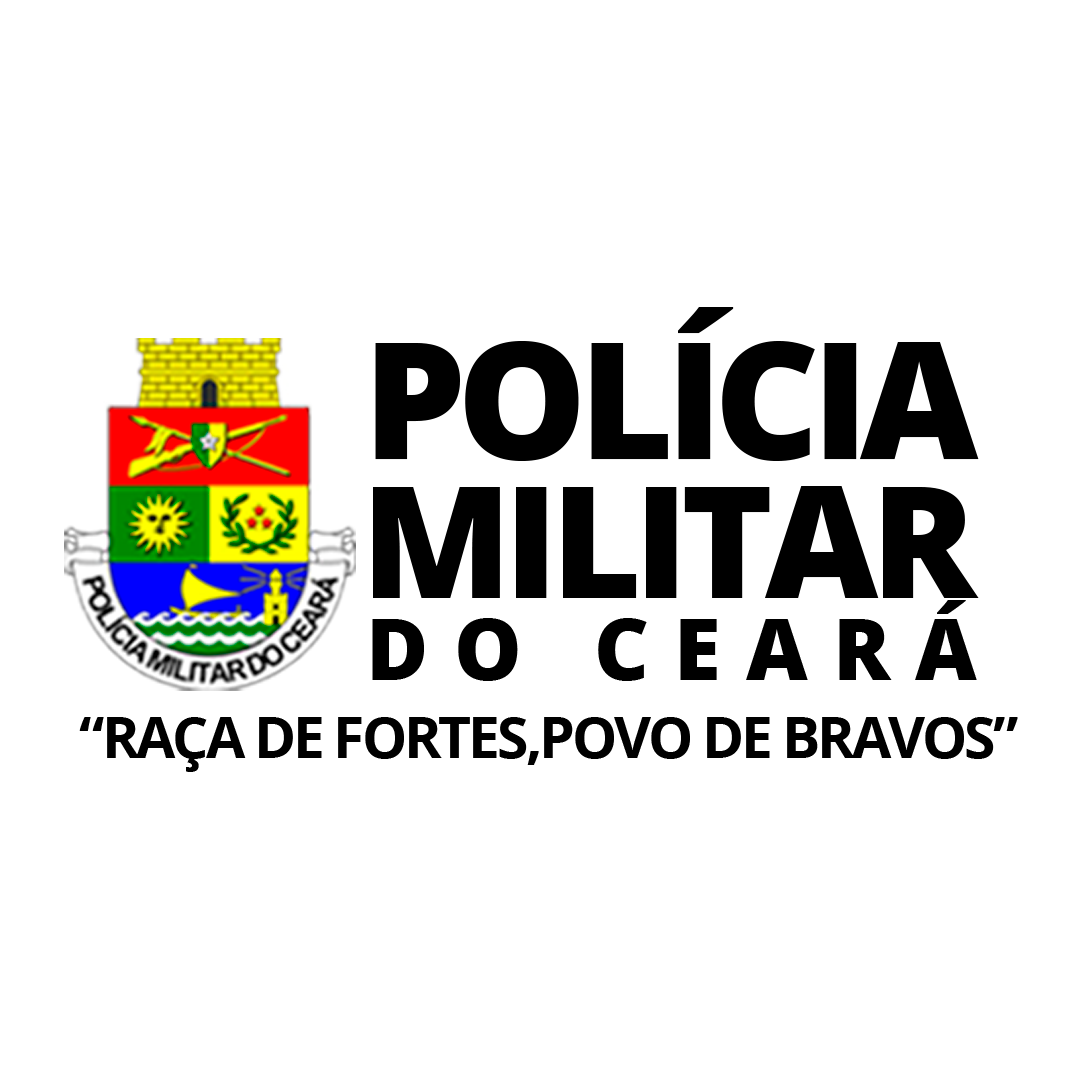 POLÍCIA
MILITAR
DO CEARÁ
POLÍCIA MILITAR DO CEARÁ
“RAÇA DE FORTES,POVO DE BRAVOS”